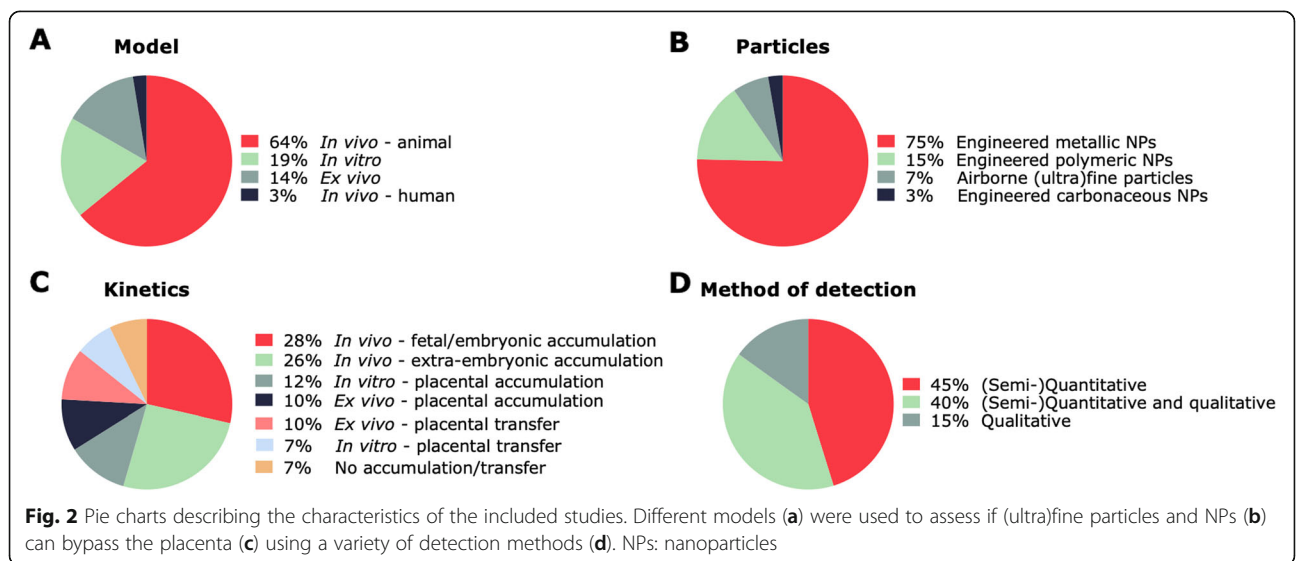 A Model
64% In vivo - animal
19% In vitro
14% Ex vivo
3% In vivo - human
B Particles
75% Engineered metallic NPs
15% Engineered polymeric NPs
7% Airborne (ultra)fine particles
3% Engineered carbonaceous NPs
C Kinetics
28% In vivo - fetal/embryonic accumulation
26% In vivo - extra-embryonic accumulation
12% In vitro - placental accumulation
10% Ex vivo - placental accumulation
10% Ex vivo - placental transfer
7% In vitro - placental transfer
7% No accumulation/transfer
D Method of detection
45% (Semi-)Quantitative
40% (Semi-)Quantitative and qualitative
15% Qualitative
Fig. 2 Pie charts describing the characteristics of the included studies. Different models (a) were used to assess if (ultra)fine particles and NPs (b)
can bypass the placenta (c) using a variety of detection methods (d). NPs: nanoparticles